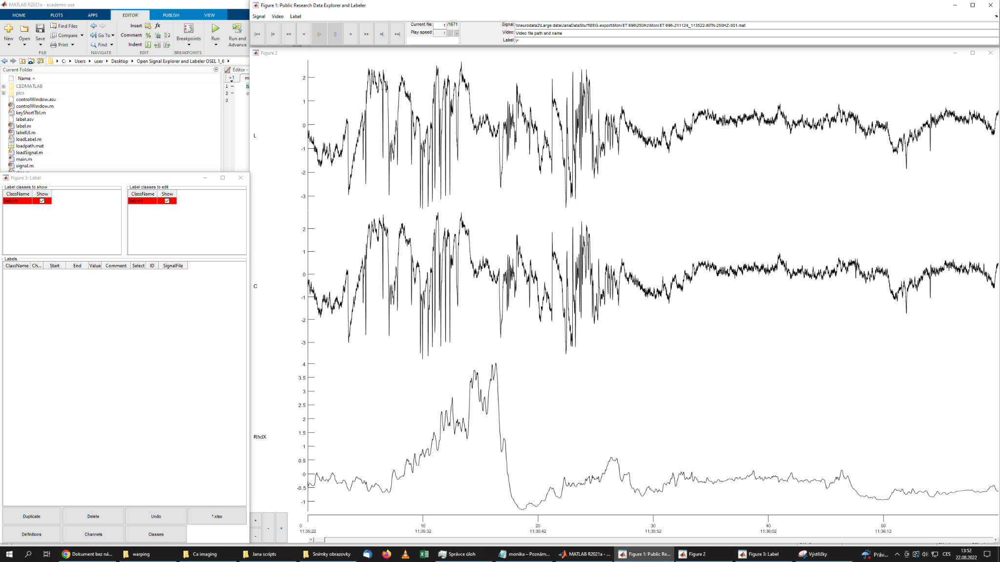 MATLAB R2021a - academic use
HOME PLOTS APPS EDITOR PUBLISH VIEW
New Open Save Find Files Compare Print
Go To Find
Insert fx
Comment
Indent
Breakpoints Run Run and Advance
FILE NAVIGATE EDIT BREAKPOINTS
C: Users user Desktop Open Signal Explorer and Labeler OSEL 1_6
Current Folder
Editor -
Name
+1
CEDMATLAB
1
pics
2
controlWindow.asv
3
controlWindow.m
keyShortTbl.m
label.asv
label.m
labelUI.m
loadLabel.m
loadpath.mat
loadSignal.m
main.m
signal.m
Figure 3: Label
Label classes to show
Label classes to edit
ClassName Show
ClassName Show
Seizure
Seizure
Labels
ClassName Ch... Start End Value Comment Select ID SignalFile
Duplicate Delete Undo *.xlsx
Definitions Channels Classes
Figure 1: Public Research Data Explorer and Labeler
Signal Video Label
|<< |< << < |> [] > >> >| >>|
Current file: 1 /1671
Play speed: 1 - +
Signal: \\neurodata2\Large data\JanaDataStuff\EEG-export\Moni ET 696\250Hz\Moni ET 696-211124_113522-INTN-250HZ-001.mat
Video: Video file path and name
Label: \*
Figure 2
2
1
0
L
-1
-2
-3
2
1
0
C
-1
-2
-3
4
3.5
3
2.5
2
1.5
RhdX
1
0.5
0
-0.5
-1
+ - +
-
0 10 20 30 40 50
11:35:22 11:35:32 11:35:42 11:35:52 11:36:02 11:36:12
Dokument bez ná... warping Ca imaging Jana scripts Snímky obrazovky Správce úloh monika – Poznám... MATLAB R2021a - ... Figure 1: Public Re... Figure 2 Figure 3: Label Výstřižky Práv... CES
13:52
22.08.2022